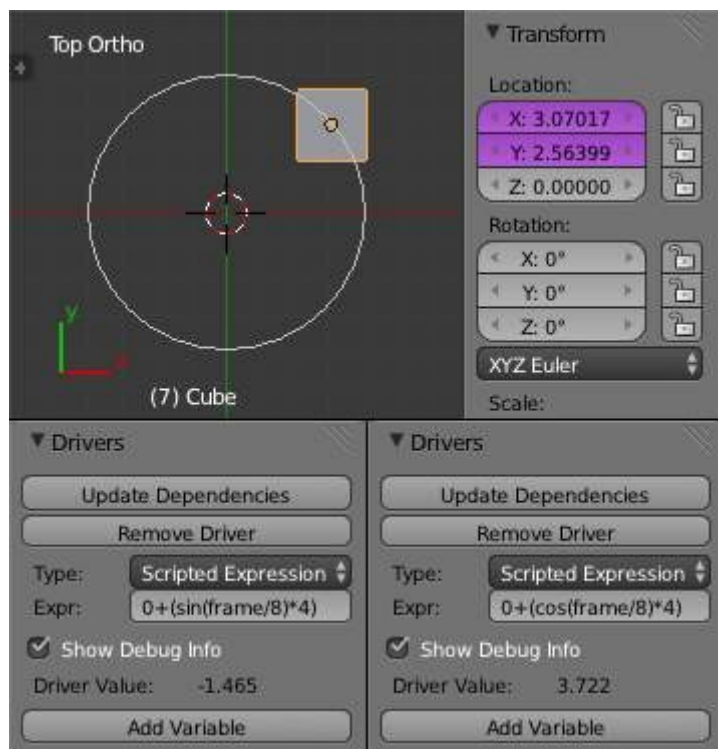 Top Ortho
Transform
Location:
X: 3.07017
Y: 2.56399
Z: 0.00000
Rotation:
X: 0°
Y: 0°
Z: 0°
XYZ Euler
Scale:
y
x
(7) Cube
Drivers
Update Dependencies
Remove Driver
Type: Scripted Expression
Expr: 0+(sin(frame/8)*4)
Show Debug Info
Driver Value: -1.465
Add Variable
Drivers
Update Dependencies
Remove Driver
Type: Scripted Expression
Expr: 0+(cos(frame/8)*4)
Show Debug Info
Driver Value: 3.722
Add Variable